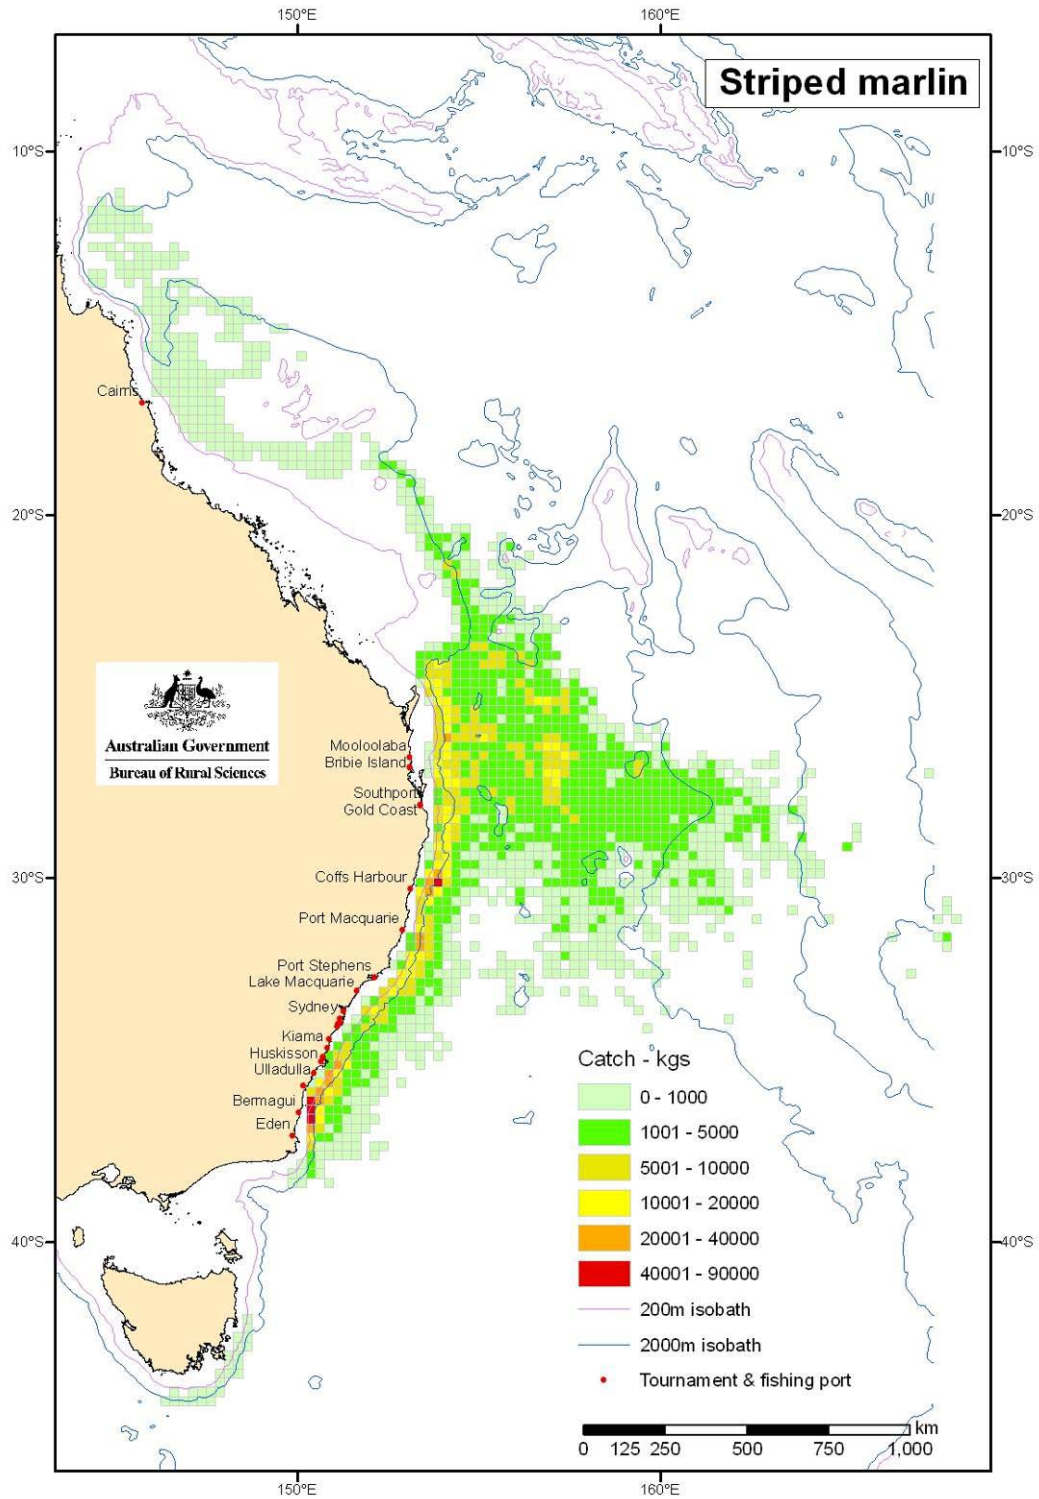 150°E 160°E
Striped marlin
10°S 10°S
Cairns
20°S 20°S
Australian Government
Bureau of Rural Sciences
Mooloolaba
Bribie Island
Southport
Gold Coast
30°S 30°S
Coffs Harbour
Port Macquarie
Port Stephens
Lake Macquarie
Sydney
Kiama
Huskisson
Ulladulla
Bermagui
Eden
Catch - kgs
0 - 1000
1001 - 5000
5001 - 10000
10001 - 20000
20001 - 40000
40001 - 90000
200m isobath
2000m isobath
Tournament & fishing port
40°S 40°S
km
0 125 250 500 750 1,000
150°E 160°E